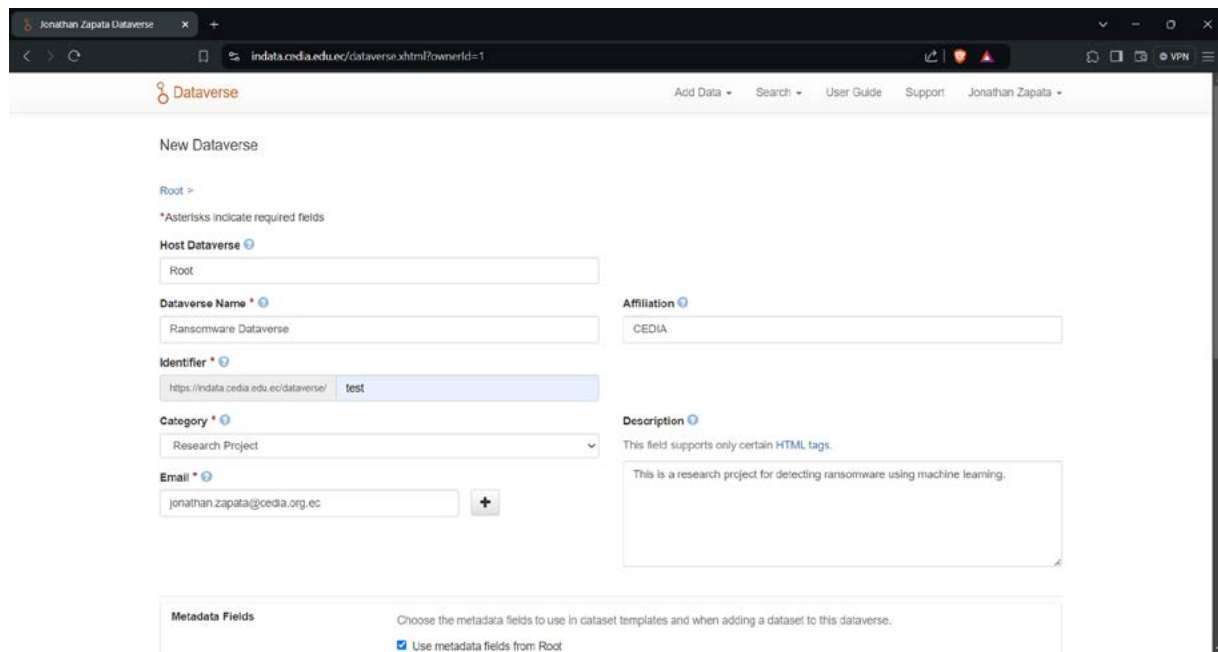 Jonathan Zapata Dataverse
indata.cedia.edu.ec/dataverse.xhtml?ownerId=1
VPN
Dataverse
Add Data
Search
User Guide
Support
Jonathan Zapata
New Dataverse
Root >
*Asterisks indicate required fields
Host Dataverse
Root
Dataverse Name *
Affiliation
Ransomware Dataverse
CEDIA
Identifier *
https://indata.cedia.edu.ec/dataverse/ test
Category *
Description
Research Project
This field supports only certain HTML tags.
Email *
This is a research project for detecting ransomware using machine learning.
jonathan.zapata@cedia.org.ec
Metadata Fields
Choose the metadata fields to use in dataset templates and when adding a dataset to this dataverse.
Use metadata fields from Root